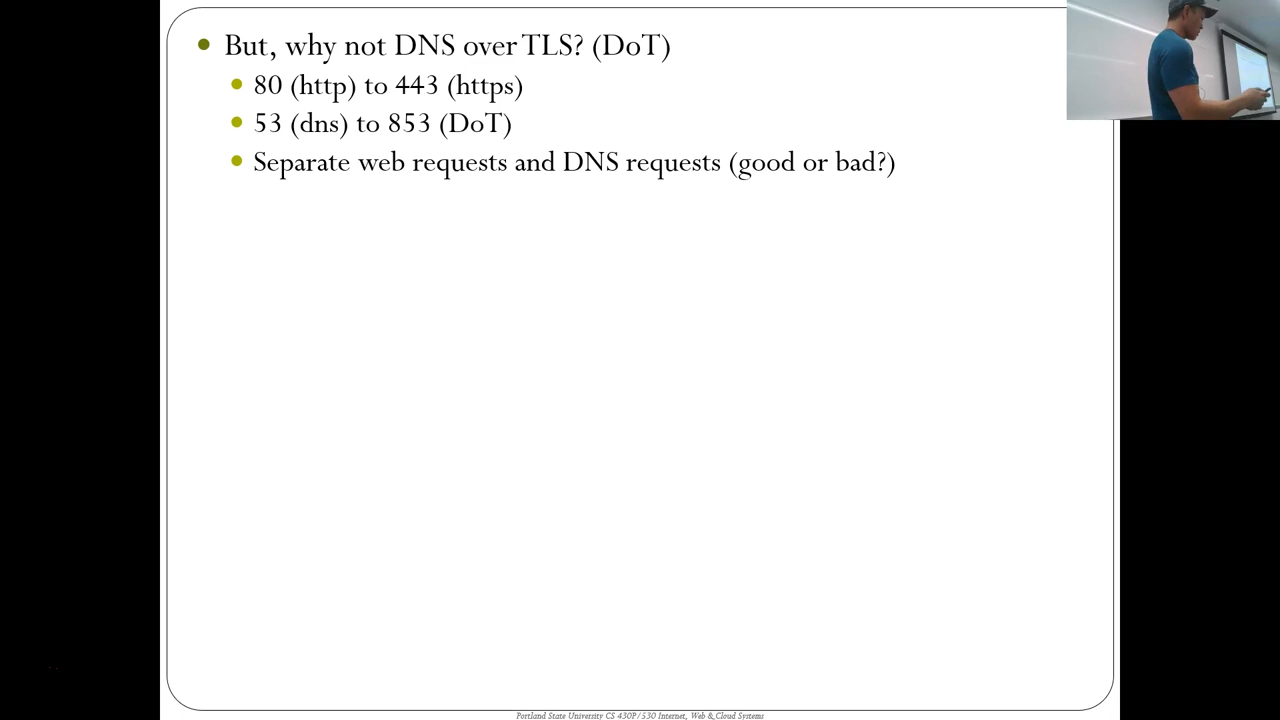 But, why not DNS over TLS? (DoT)
80 (http) to 443 (https)
53 (dns) to 853 (DoT)
Separate web requests and DNS requests (good or bad?)
Portland State University CS 430P/530 Internet, Web & Cloud Systems